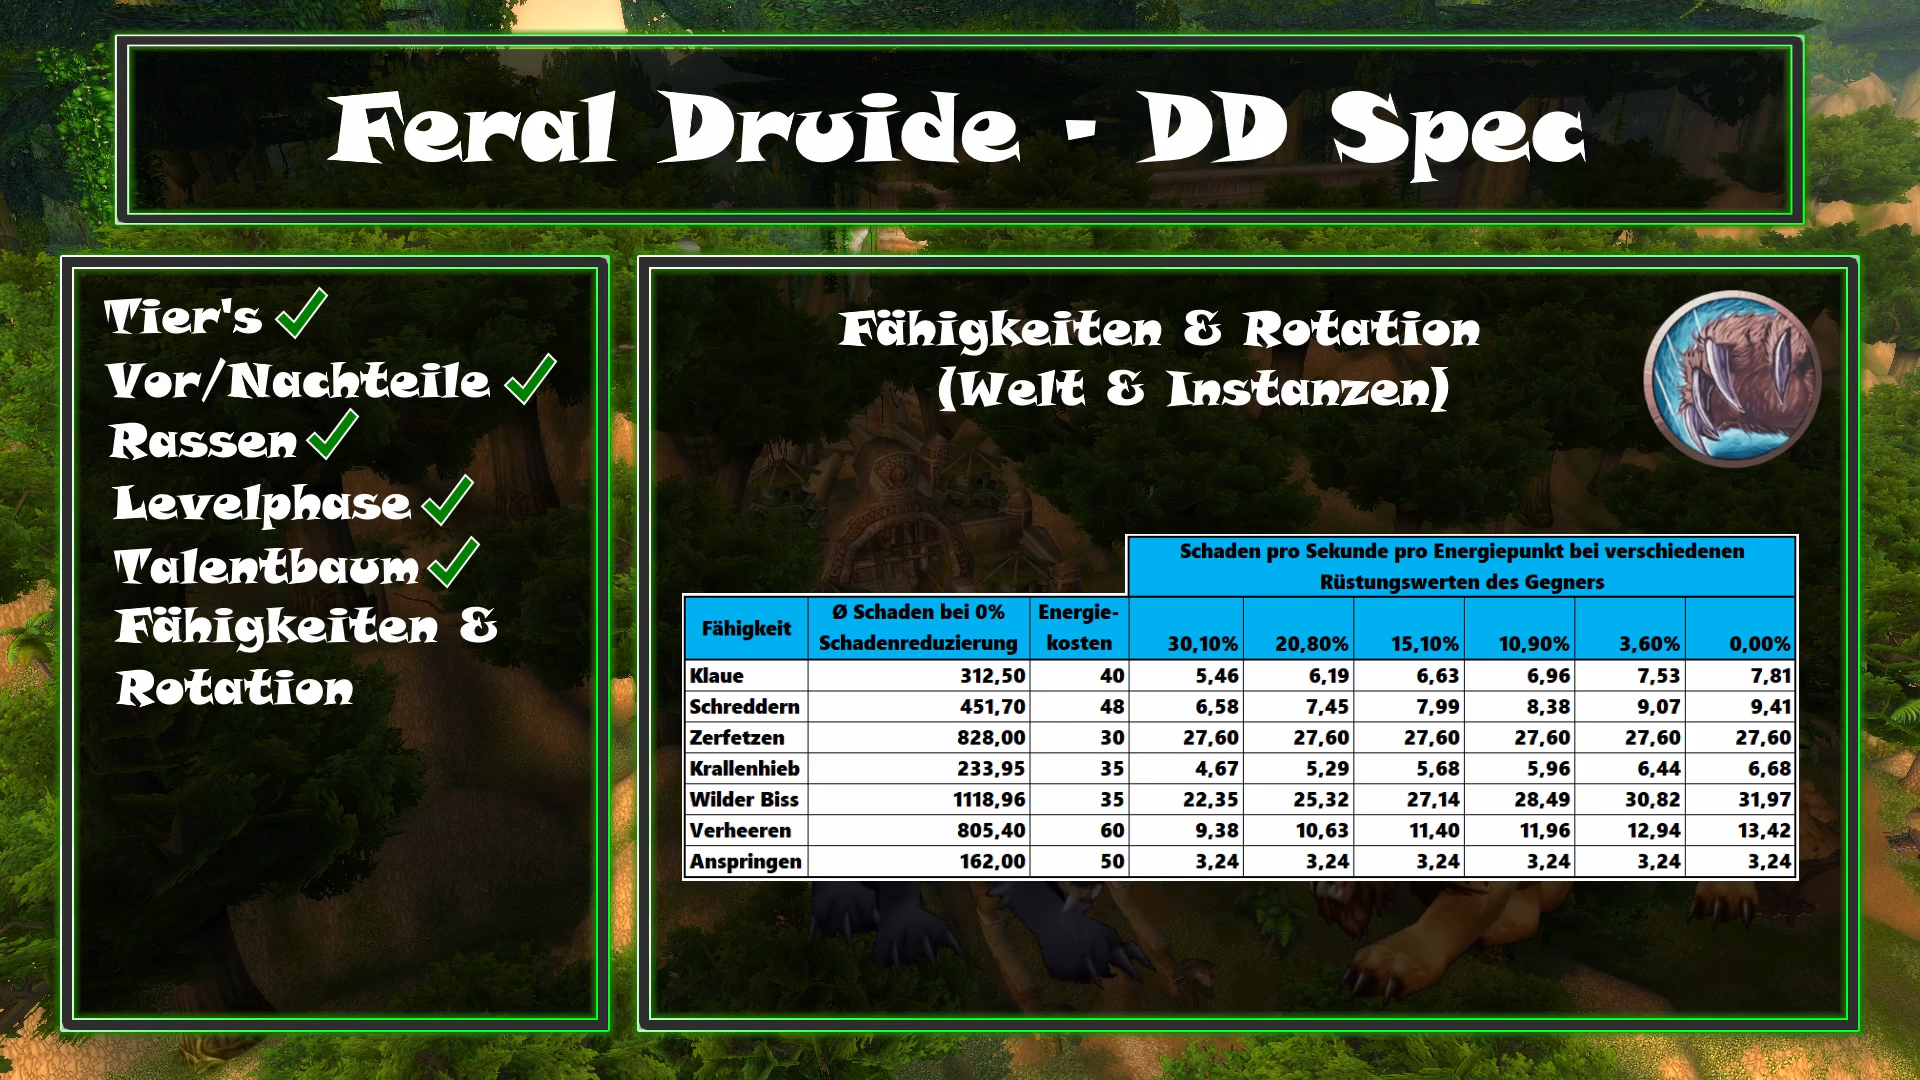 Feral Druide - DD Spec
Tier's
Vor/Nachteile
Rassen
Levelphase
Talentbaum
Fähigkeiten &
Rotation
Fähigkeiten & Rotation
(Welt & Instanzen)
Schaden pro Sekunde pro Energiepunkt bei verschiedenen
Rüstungswerten des Gegners
Fähigkeit Ø Schaden bei 0% Schadenreduzierung Energie-kosten 30,10% 20,80% 15,10% 10,90% 3,60% 0,00%
Klaue 312,50 40 5,46 6,19 6,63 6,96 7,53 7,81
Schreddern 451,70 48 6,58 7,45 7,99 8,38 9,07 9,41
Zerfetzen 828,00 30 27,60 27,60 27,60 27,60 27,60 27,60
Krallenhieb 233,95 35 4,67 5,29 5,68 5,96 6,44 6,68
Wilder Biss 1118,96 35 22,35 25,32 27,14 28,49 30,82 31,97
Verheeren 805,40 60 9,38 10,63 11,40 11,96 12,94 13,42
Anspringen 162,00 50 3,24 3,24 3,24 3,24 3,24 3,24